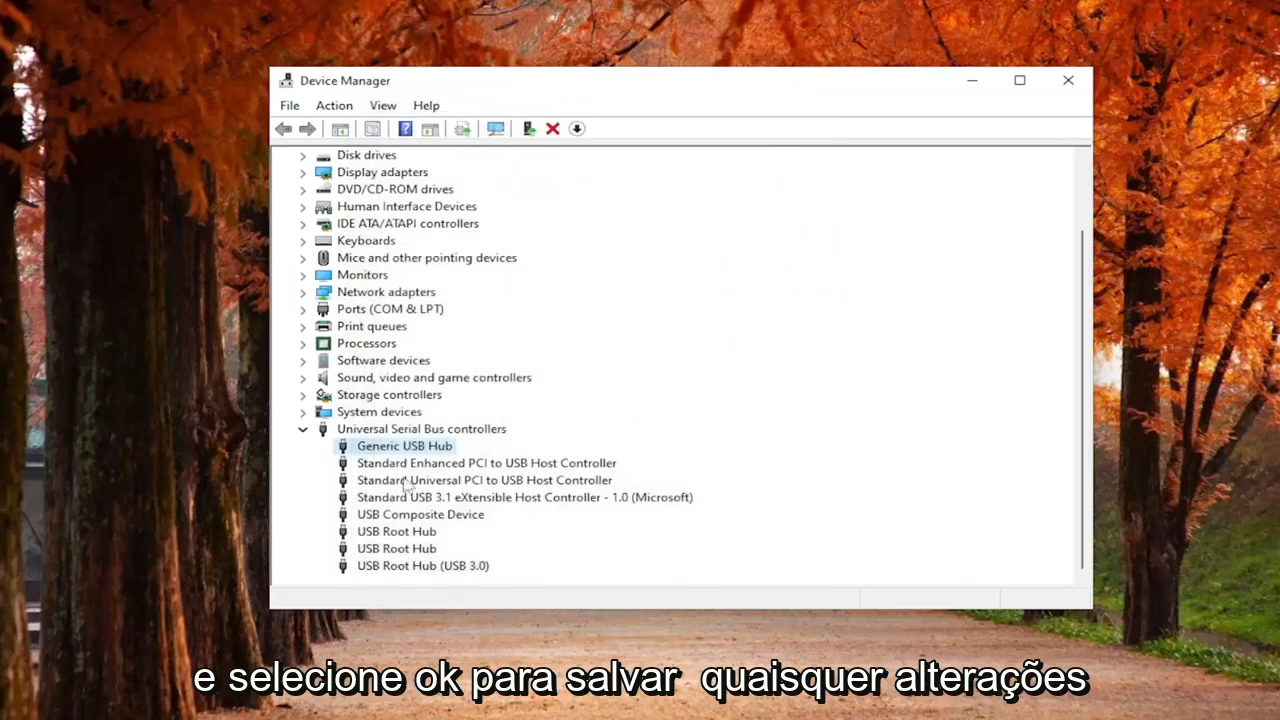 Device Manager
File Action View Help
Disk drives
Display adapters
DVD/CD-ROM drives
Human Interface Devices
IDE ATA/ATAPI controllers
Keyboards
Mice and other pointing devices
Monitors
Network adapters
Ports (COM & LPT)
Print queues
Processors
Software devices
Sound, video and game controllers
Storage controllers
System devices
Universal Serial Bus controllers
Generic USB Hub
Standard Enhanced PCI to USB Host Controller
Standard Universal PCI to USB Host Controller
Standard USB 3.1 eXtensible Host Controller - 1.0 (Microsoft)
USB Composite Device
USB Root Hub
USB Root Hub
USB Root Hub (USB 3.0)
e selecione ok para salvar quaisquer alterações